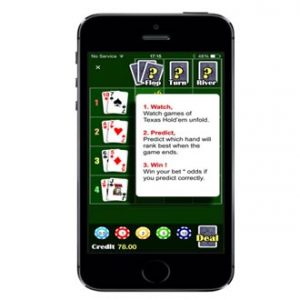 No Service
17:15
48%
×
Flop
Turn
River
1. Watch,
Watch games of
Texas Hold'em unfold.
2. Predict,
Predict which hand will
rank best when the
game ends.
3. Win !
Win your bet * odds if
you predict correctly.
1
2
3
4
Deal
Credit 78.00